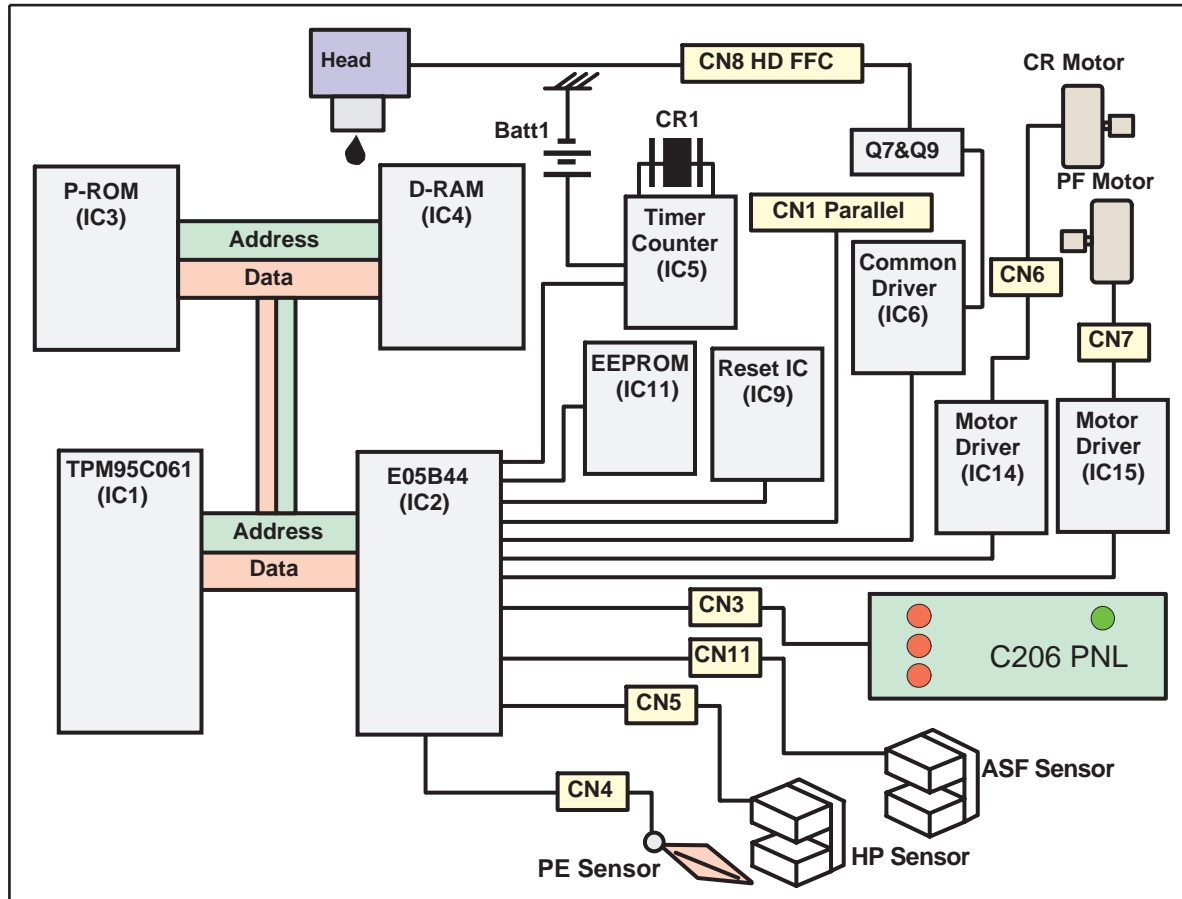 Head
CN8 HD FFC
CR Motor
Batt1
CR1
Q7&Q9
P-ROM
(IC3)
D-RAM
(IC4)
PF Motor
Timer
Counter
(IC5)
CN1 Parallel
Address
Data
Common
Driver
(IC6)
CN6
CN7
EEPROM
(IC11)
Reset IC
(IC9)
Motor
Driver
(IC14)
Motor
Driver
(IC15)
TPM95C061
(IC1)
E05B44
(IC2)
Address
Data
CN3
C206 PNL
CN11
CN5
ASF Sensor
CN4
HP Sensor
PE Sensor